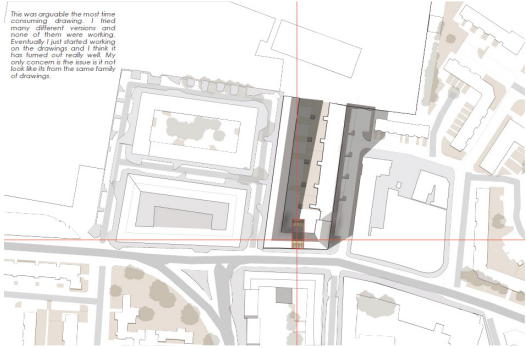 This was arguable the most time
consuming drawing. I tried
many different versions and
none of them were working.
Eventually I just started working
on the drawings and I think it
has turned out really well. My
only concern is the issue is if not
look like its from the same family
of drawings.